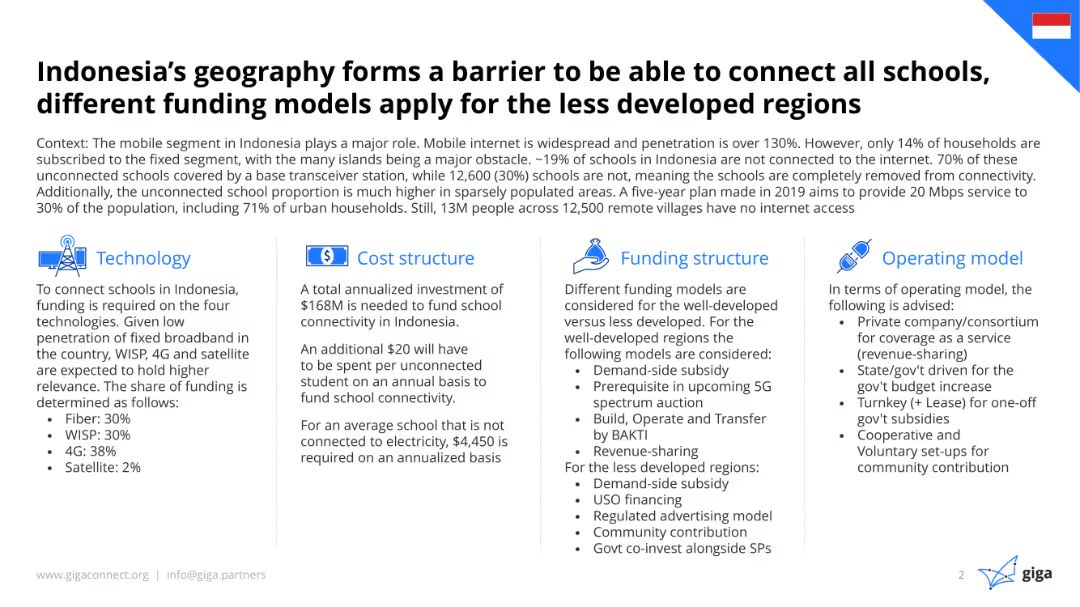 Indonesia's geography forms a barrier to be able to connect all schools,
different funding models apply for the less developed regions
Context: The mobile segment in Indonesia plays a major role. Mobile internet is widespread and penetration is over 130%. However, only 14% of households are
subscribed to the fixed segment, with the many islands being a major obstacle. ~19% of schools in Indonesia are not connected to the internet. 70% of these
unconnected schools covered by a base transceiver station, while 12,600 (30%) schools are not, meaning the schools are completely removed from connectivity.
Additionally, the unconnected school proportion is much higher in sparsely populated areas. A five-year plan made in 2019 aims to provide 20 Mbps service to
30% of the population, including 71% of urban households. Still, 13M people across 12,500 remote villages have no internet access
Technology
To connect schools in Indonesia,
funding is required on the four
technologies. Given low
penetration of fixed broadband in
the country, WISP, 4G and satellite
are expected to hold higher
relevance. The share of funding is
determined as follows:
• Fiber: 30%
• WISP: 30%
• 4G: 38%
• Satellite: 2%
Cost structure
A total annualized investment of
$168M is needed to fund school
connectivity in Indonesia.
An additional $20 will have
to be spent per unconnected
student on an annual basis to
fund school connectivity.
For an average school that is not
connected to electricity, $4,450 is
required on an annualized basis
Funding structure
Different funding models are
considered for the well-developed
versus less developed. For the
well-developed regions the
following models are considered:
• Demand-side subsidy
• Prerequisite in upcoming 5G
spectrum auction
• Build, Operate and Transfer
by BAKTI
• Revenue-sharing
For the less developed regions:
• Demand-side subsidy
• USO financing
• Regulated advertising model
• Community contribution
• Govt co-invest alongside SPs
Operating model
In terms of operating model, the
following is advised:
• Private company/consortium
for coverage as a service
(revenue-sharing)
• State/gov't driven for the
gov't budget increase
• Turnkey (+ Lease) for one-off
gov't subsidies
• Cooperative and
Voluntary set-ups for
community contribution
www.gigaconnect.org | info@giga.partners
2
giga